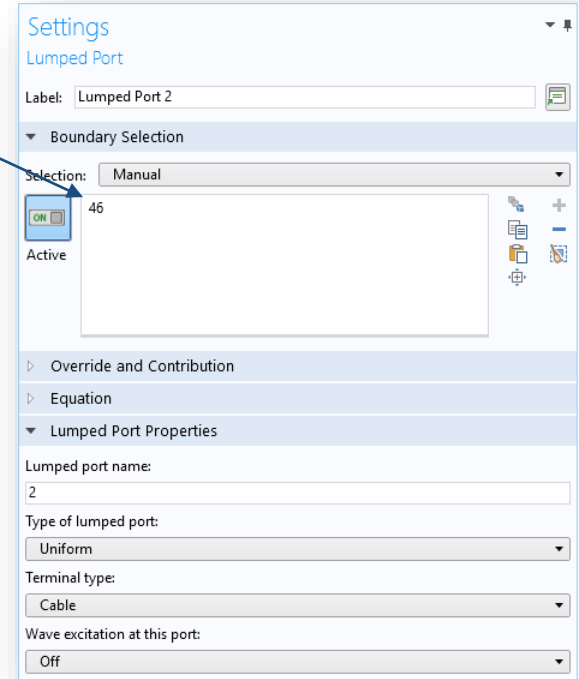 Settings
Lumped Port
Label: Lumped Port 2
Boundary Selection
Selection: Manual
ON
46
Active
Override and Contribution
Equation
Lumped Port Properties
Lumped port name:
2
Type of lumped port:
Uniform
Terminal type:
Cable
Wave excitation at this port:
Off